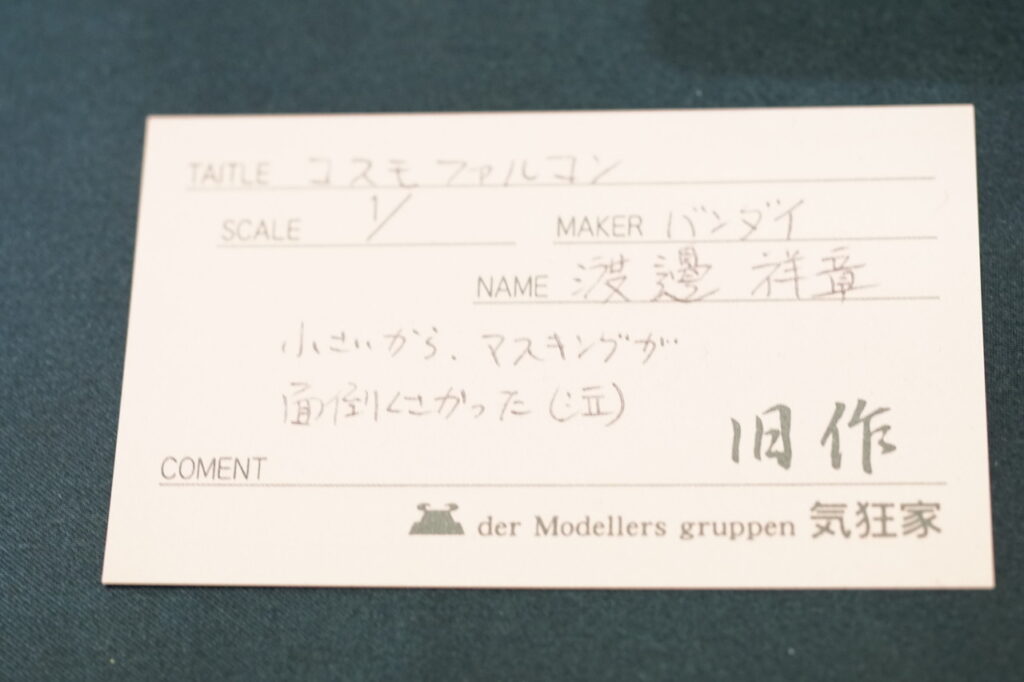 TAITLE コスモファルコン
SCALE 1/ MAKER バンダイ
NAME 渡邊 祥章
小さいから、マスキングが
面倒くさかった(泣)
旧作
COMENT
der Modellers gruppen 気狂家